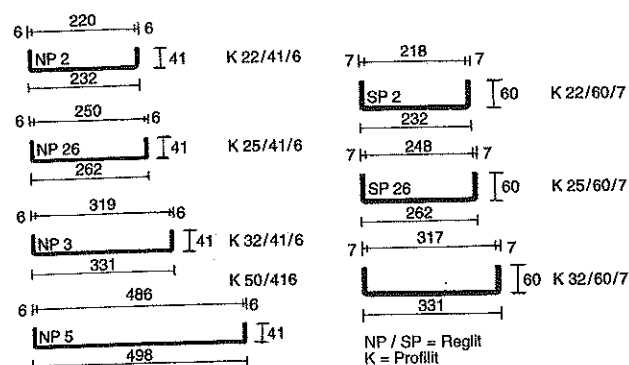 220
6 6
NP 2 41 K 22/41/6
232
250
6 6
NP 26 41 K 25/41/6
262
319
6 6
NP 3 41 K 32/41/6
331
K 50/416
486
6 6
NP 5 41
498
218
7 7
SP 2 60 K 22/60/7
232
248
7 7
SP 26 60 K 25/60/7
262
317
7 7
60 K 32/60/7
331
NP / SP = Reglit
K = Profilit